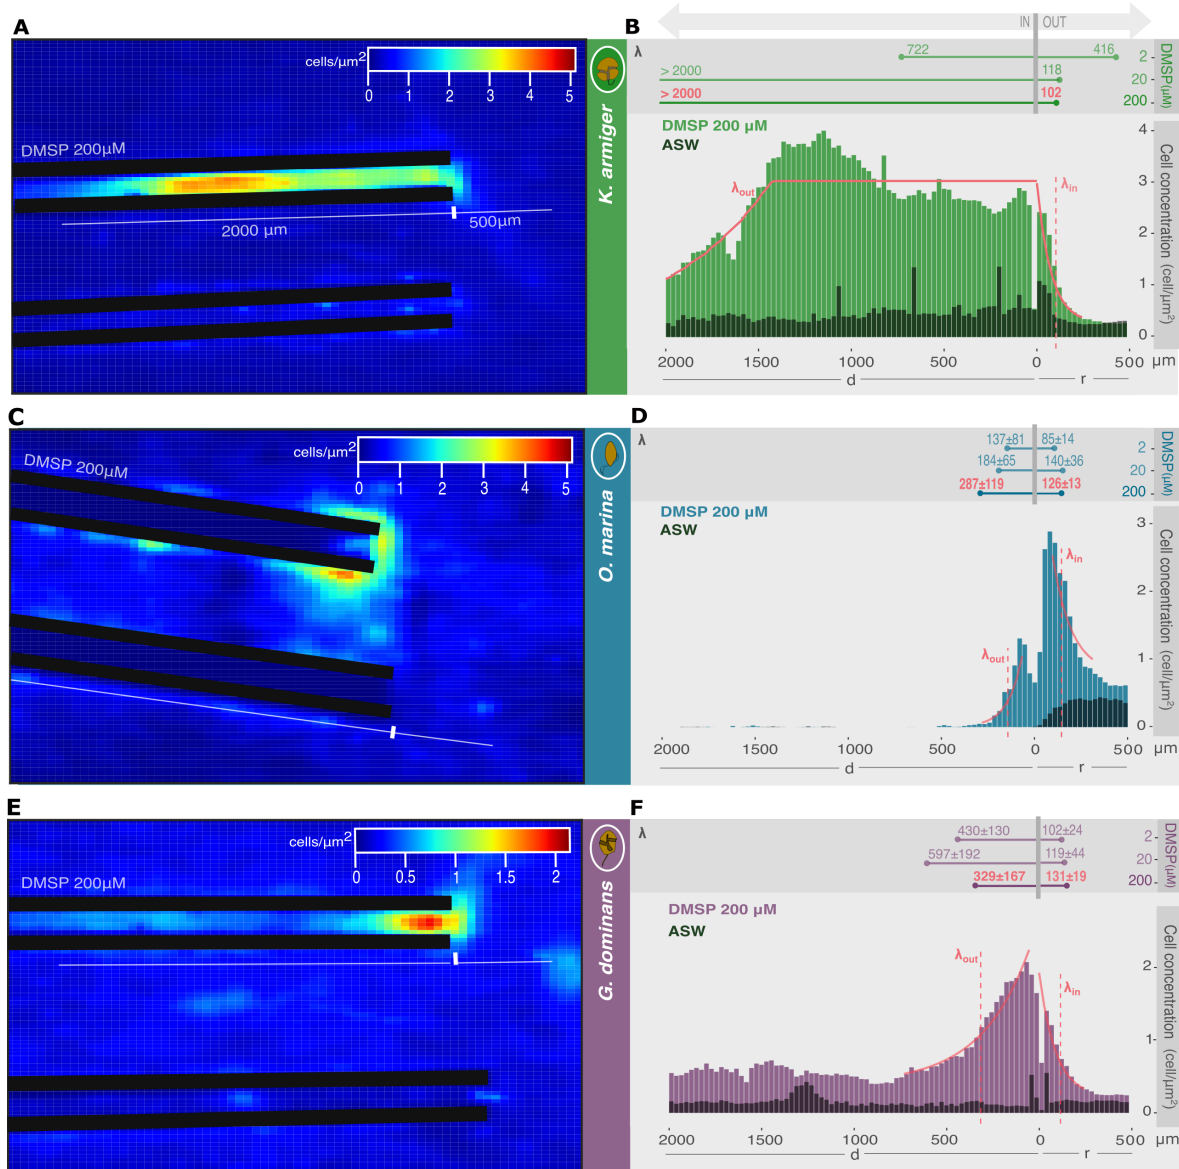 A
cells/µm²
0 1 2 3 4 5
DMSP 200µM
2000 µm
500µm
K. armiger
B
IN OUT
λ
722 416 2
> 2000 118 20
> 2000 102 200
DMSP(µM)
DMSP 200 µM
ASW
λout
λin
4
3
2
1
0
Cell concentration (cell/µm²)
2000 1500 1000 500 0 500 µm
d r
C
cells/µm²
0 1 2 3 4 5
DMSP 200µM
O. marina
D
λ
137±81 85±14 2
184±65 140±36 20
287±119 126±13 200
DMSP(µM)
DMSP 200 µM
ASW
λout
λin
3
2
1
0
Cell concentration (cell/µm²)
2000 1500 1000 500 0 500 µm
d r
E
cells/µm²
0 0.5 1 1.5 2
DMSP 200µM
G. dominans
F
λ
430±130 102±24 2
597±192 119±44 20
329±167 131±19 200
DMSP(µM)
DMSP 200 µM
ASW
λout
λin
2
1
0
Cell concentration (cell/µm²)
2000 1500 1000 500 0 500 µm
d r